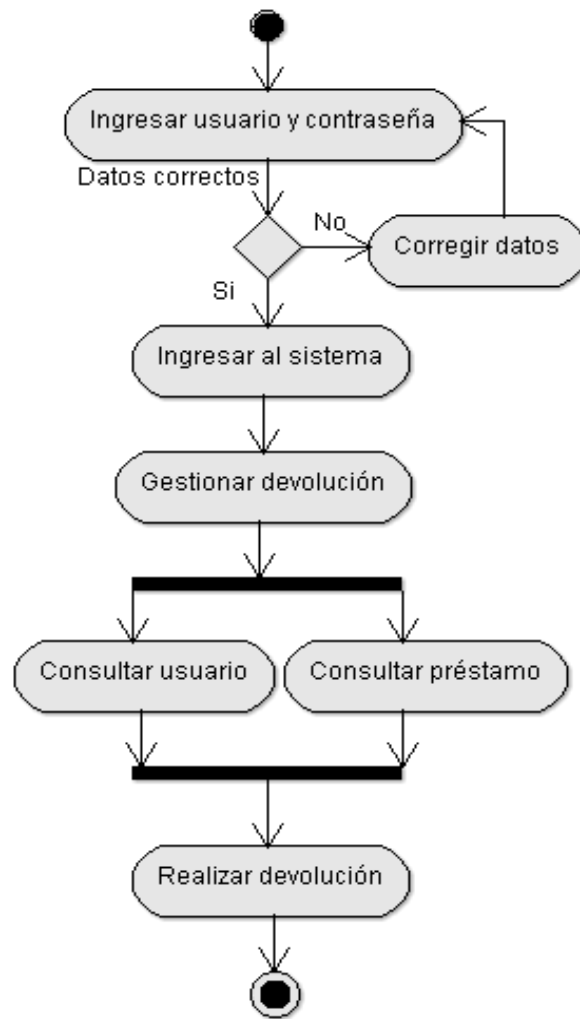 Ingresar usuario y contraseña
Datos correctos
No
Corregir datos
Si
Ingresar al sistema
Gestionar devolución
Consultar usuario
Consultar préstamo
Realizar devolución